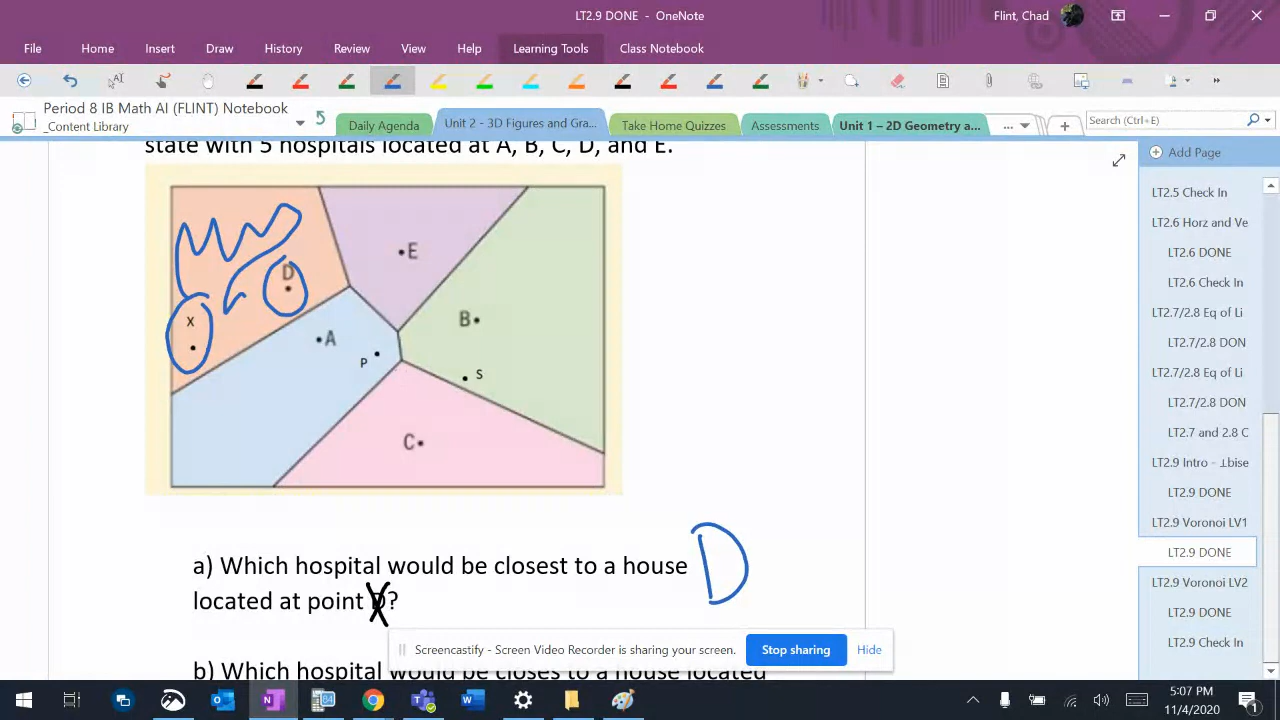 LT2.9 DONE - OneNote
Flint, Chad
File Home Insert Draw History Review View Help Learning Tools Class Notebook
Period 8 IB Math AI (FLINT) Notebook
_Content Library
Daily Agenda
Unit 2 - 3D Figures and Gra...
Take Home Quizzes
Assessments
Unit 1 – 2D Geometry a...
...
Search (Ctrl+E)
Add Page
LT2.5 Check In
LT2.6 Horz and Ve
LT2.6 DONE
LT2.6 Check In
LT2.7/2.8 Eq of Li
LT2.7/2.8 DON
LT2.7/2.8 Eq of Li
LT2.7/2.8 DON
LT2.7 and 2.8 C
LT2.9 Intro - ⊥bise
LT2.9 DONE
LT2.9 Voronoi LV1
LT2.9 DONE
LT2.9 Voronoi LV2
LT2.9 DONE
LT2.9 Check In
state with 5 hospitals located at A, B, C, D, and E.
E
D
X
B
A
P
S
C
a) Which hospital would be closest to a house
D
located at point X?
Screencastify - Screen Video Recorder is sharing your screen.
Stop sharing
Hide
b) Which hospital would be closes to a house located
5:07 PM
11/4/2020